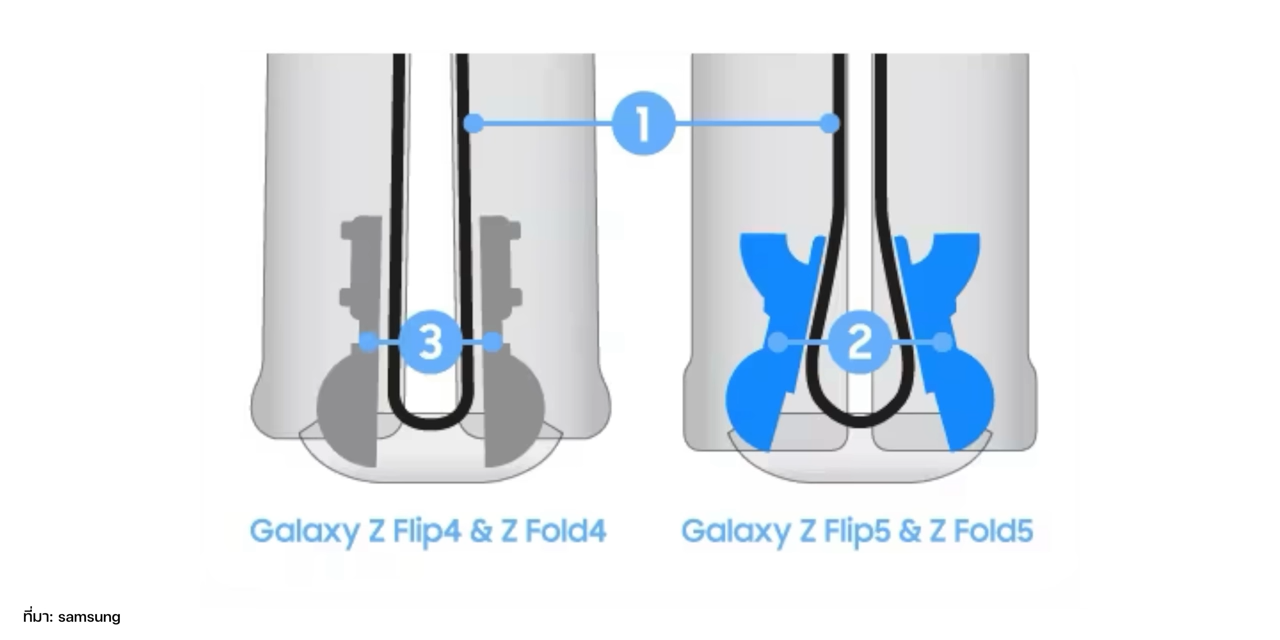 1
3
2
Galaxy Z Flip4 & Z Fold4
Galaxy Z Flip5 & Z Fold5
ที่มา: samsung